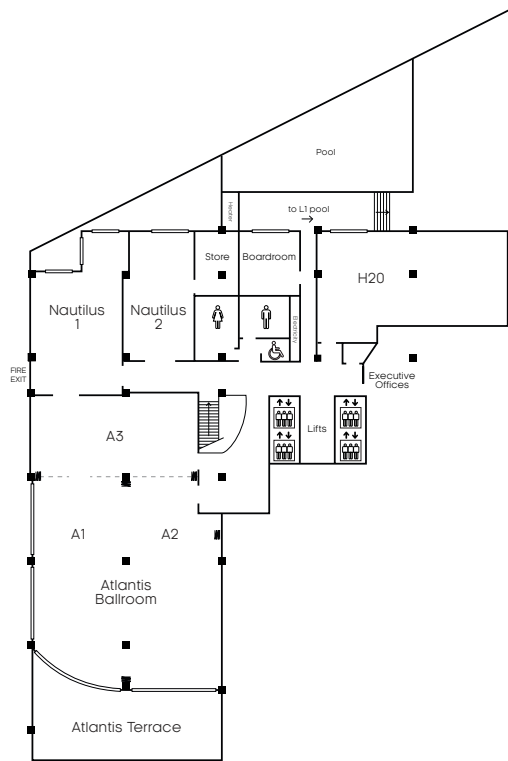 Pool
Heater
to L1 pool
Store
Boardroom
H20
Nautilus
1
Nautilus
2
Electricity
FIRE
EXIT
Executive
Offices
A3
Lifts
A1
A2
Atlantis
Ballroom
Atlantis Terrace